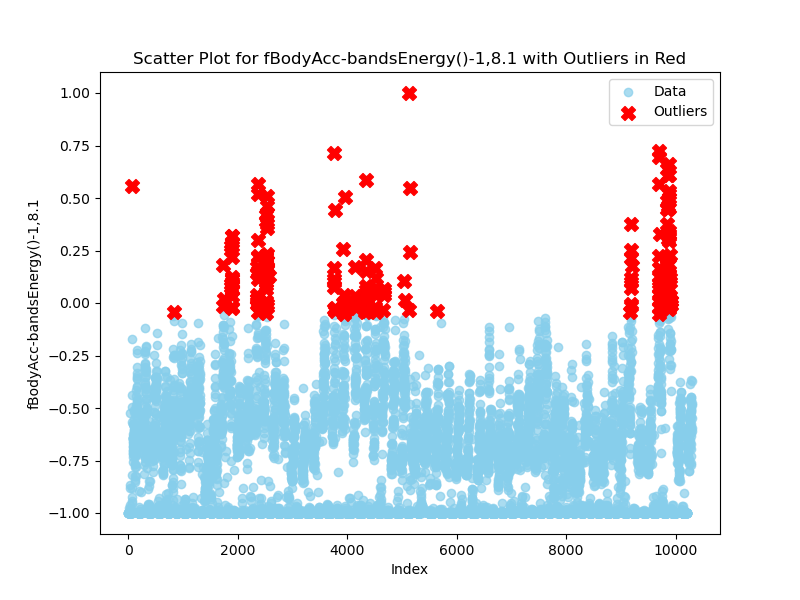 Scatter Plot for fBodyAcc-bandsEnergy()-1,8.1 with Outliers in Red
Data
Outliers
fBodyAcc-bandsEnergy()-1,8.1
1.00
0.75
0.50
0.25
0.00
−0.25
−0.50
−0.75
−1.00
0 2000 4000 6000 8000 10000
Index